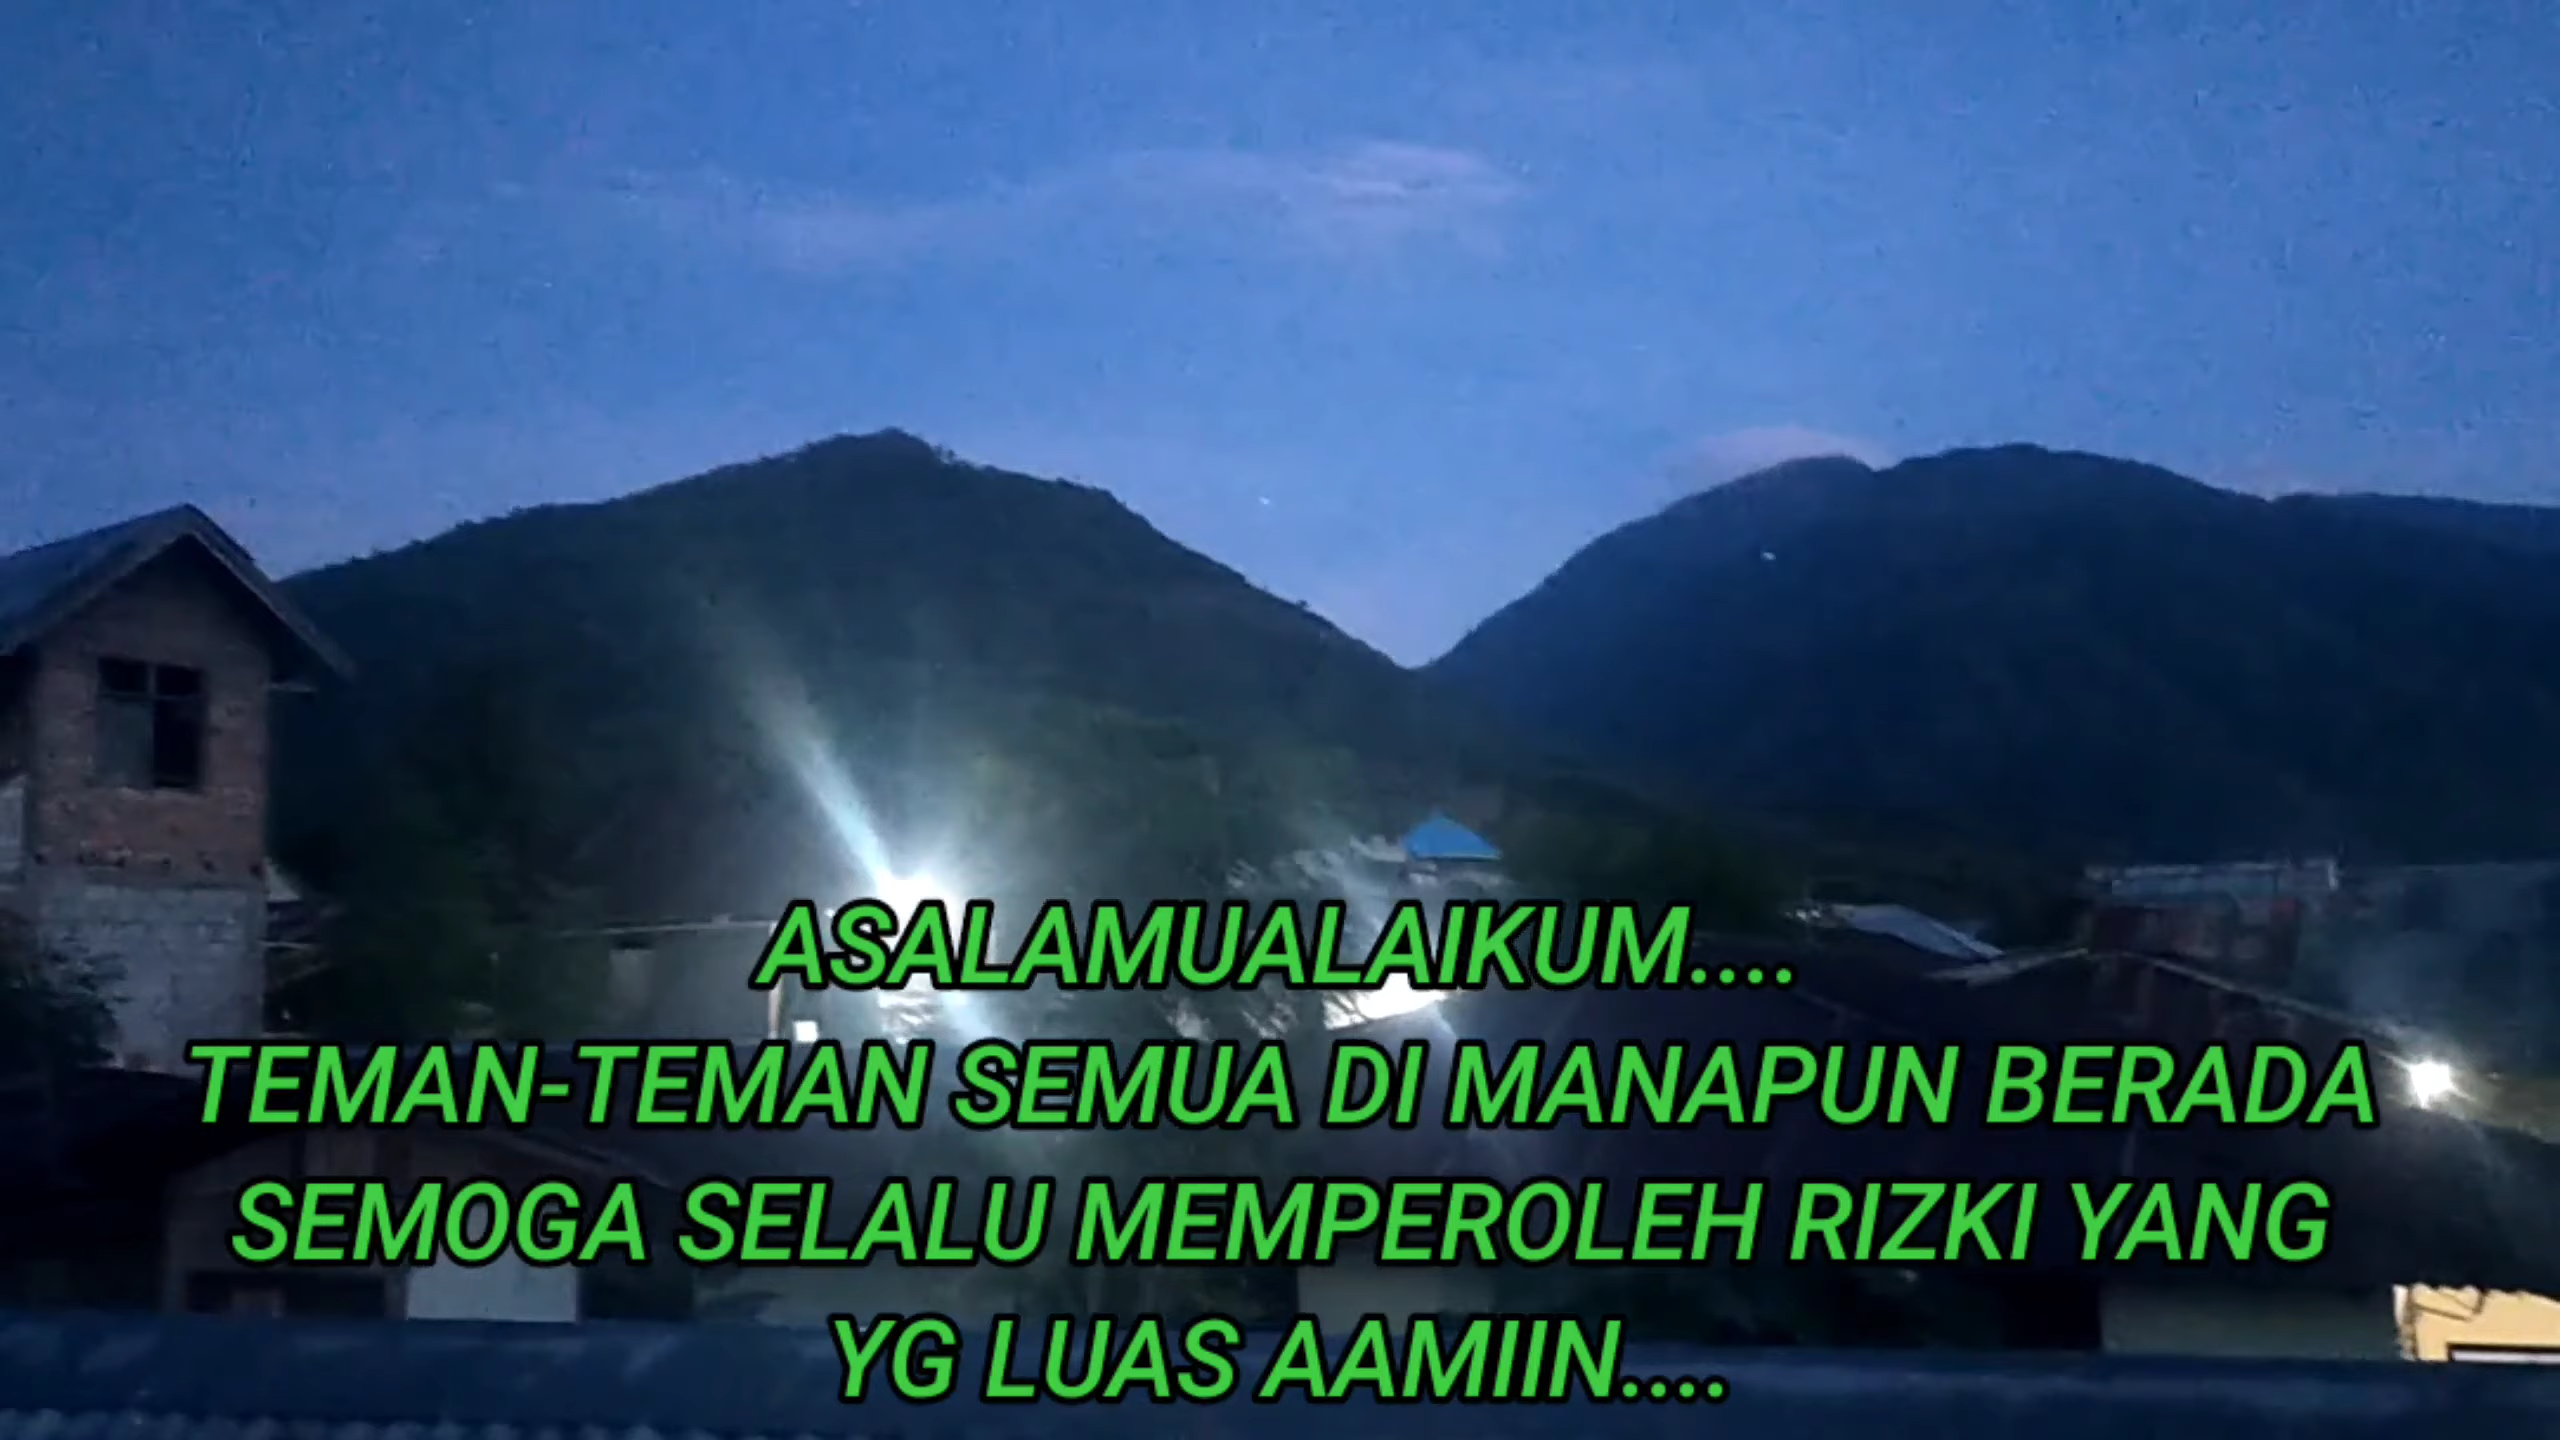 ASALAMUALAIKUM....
TEMAN-TEMAN SEMUA DI MANAPUN BERADA
SEMOGA SELALU MEMPEROLEH RIZKI YANG
YG LUAS AAMIIN....